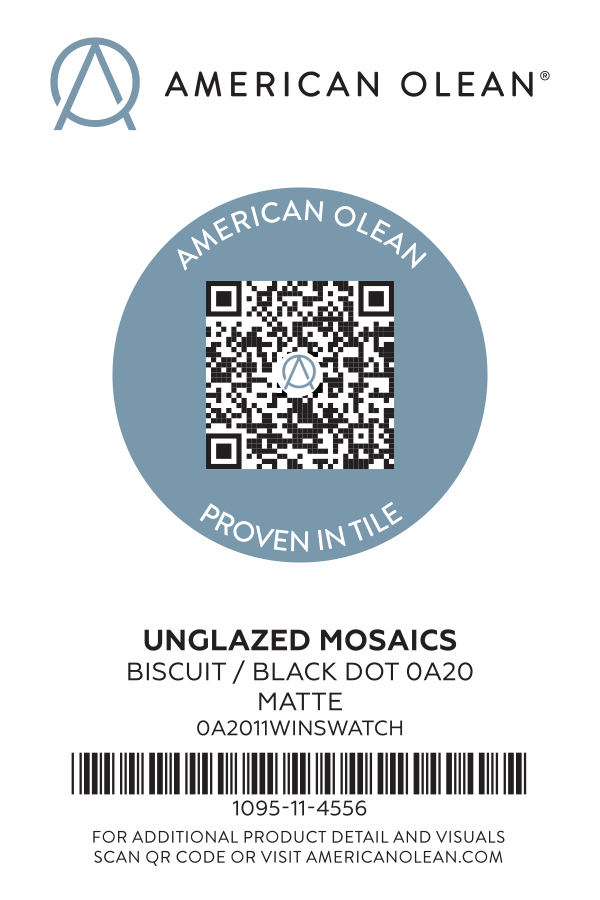 AMERICAN OLEAN®
AMERICAN OLEAN
PROVEN IN TILE
UNGLAZED MOSAICS
BISCUIT / BLACK DOT 0A20
MATTE
0A2011WINSWATCH
1095-11-4556
FOR ADDITIONAL PRODUCT DETAIL AND VISUALS
SCAN QR CODE OR VISIT AMERICANOLEAN.COM